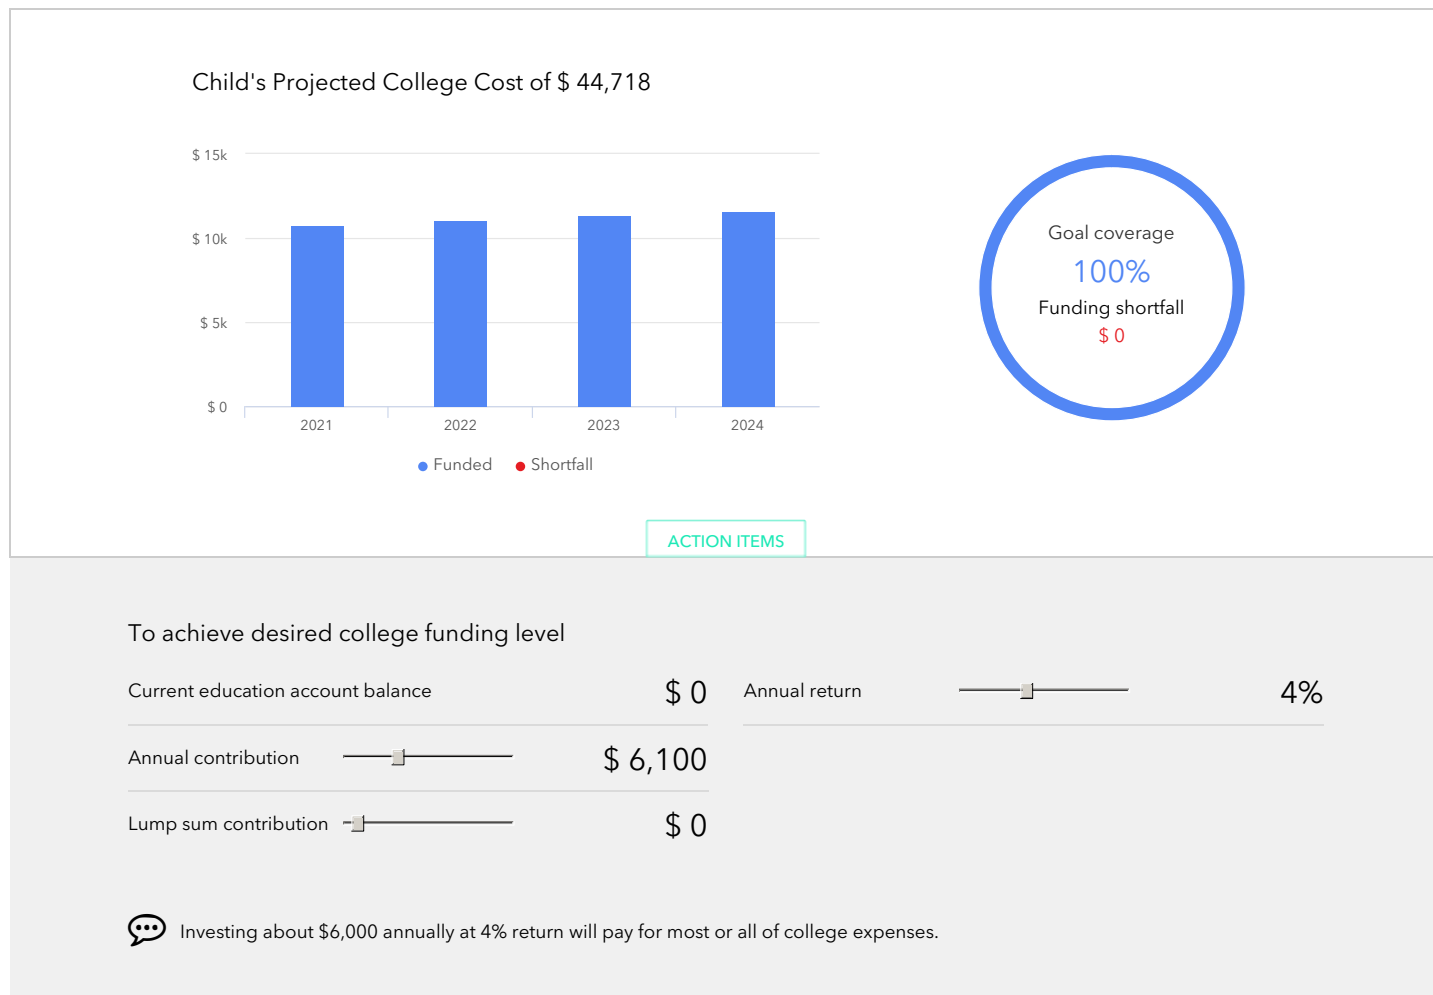 Child's Projected College Cost of $ 44,718
$ 15k
$ 10k
$ 5k
$ 0
2021 2022 2023 2024
Funded Shortfall
Goal coverage
100%
Funding shortfall
$ 0
ACTION ITEMS
To achieve desired college funding level
Current education account balance $ 0
Annual contribution $ 6,100
Lump sum contribution $ 0
Annual return 4%
Investing about $6,000 annually at 4% return will pay for most or all of college expenses.